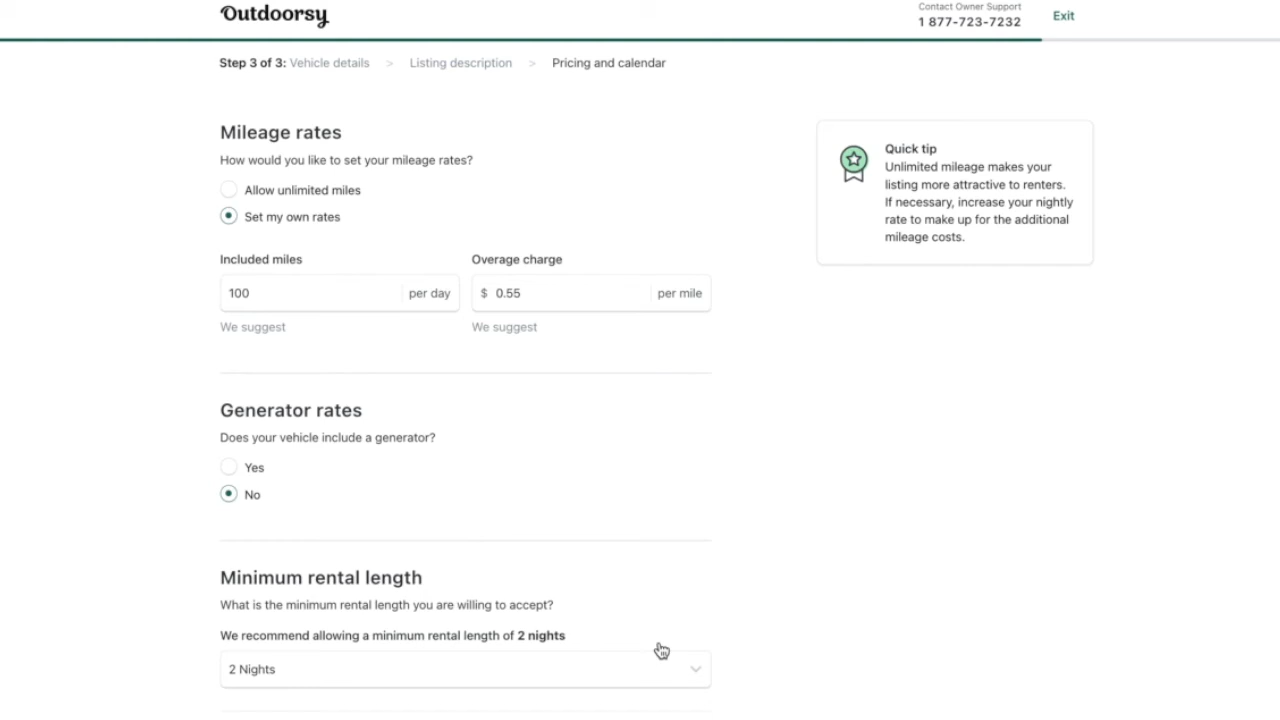 Outdoorsy
Contact Owner Support
1 877-723-7232
Exit
Step 3 of 3: Vehicle details > Listing description > Pricing and calendar
Mileage rates
How would you like to set your mileage rates?
Allow unlimited miles
Set my own rates
Included miles
Overage charge
100 per day
$ 0.55 per mile
We suggest
We suggest
Quick tip
Unlimited mileage makes your
listing more attractive to renters.
If necessary, increase your nightly
rate to make up for the additional
mileage costs.
Generator rates
Does your vehicle include a generator?
Yes
No
Minimum rental length
What is the minimum rental length you are willing to accept?
We recommend allowing a minimum rental length of 2 nights
2 Nights